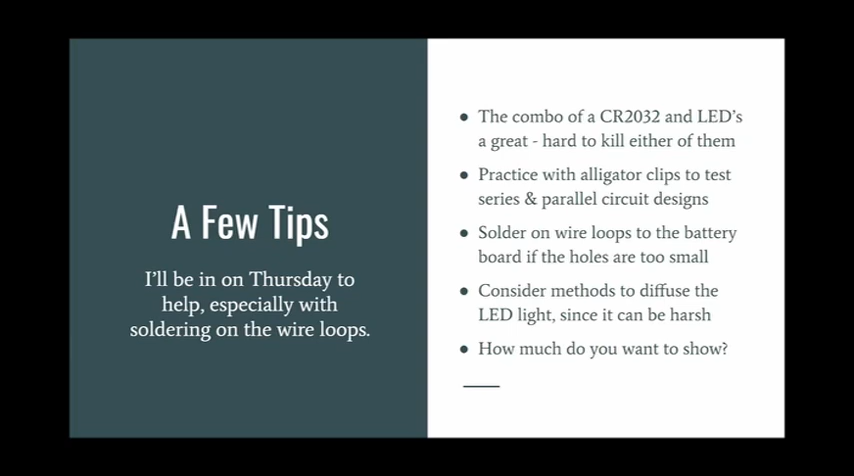 A Few Tips
I'll be in on Thursday to
help, especially with
soldering on the wire loops.
● The combo of a CR2032 and LED's
a great - hard to kill either of them
● Practice with alligator clips to test
series & parallel circuit designs
● Solder on wire loops to the battery
board if the holes are too small
● Consider methods to diffuse the
LED light, since it can be harsh
● How much do you want to show?